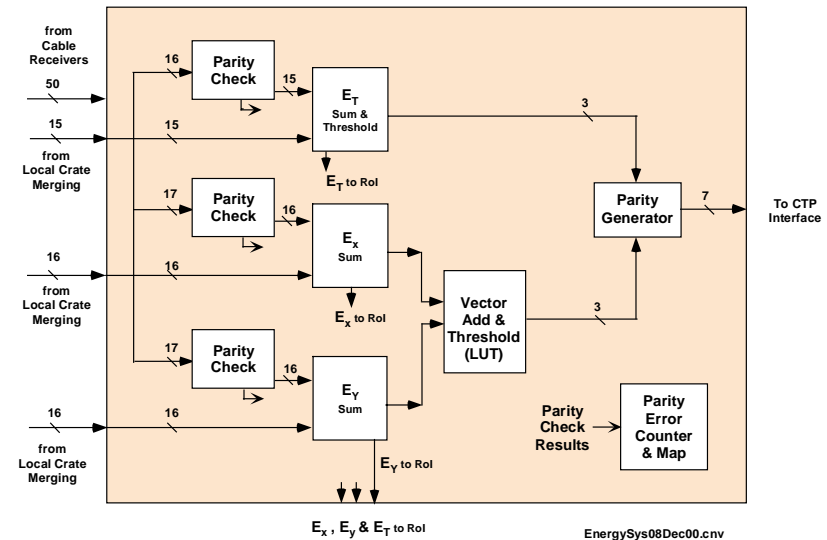 from
Cable
Receivers
50
15
from
Local Crate
Merging
16
from
Local Crate
Merging
16
from
Local Crate
Merging
16
Parity
Check
15
15
E_T
Sum &
Threshold
E_T to RoI
17
Parity
Check
16
16
E_x
Sum
E_x to RoI
17
Parity
Check
16
16
E_Y
Sum
E_Y to RoI
Vector
Add &
Threshold
(LUT)
3
3
Parity
Generator
7
To CTP
Interface
Parity
Check
Results
Parity
Error
Counter
& Map
E_x , E_y & E_T to RoI
EnergySys08Dec00.cnv